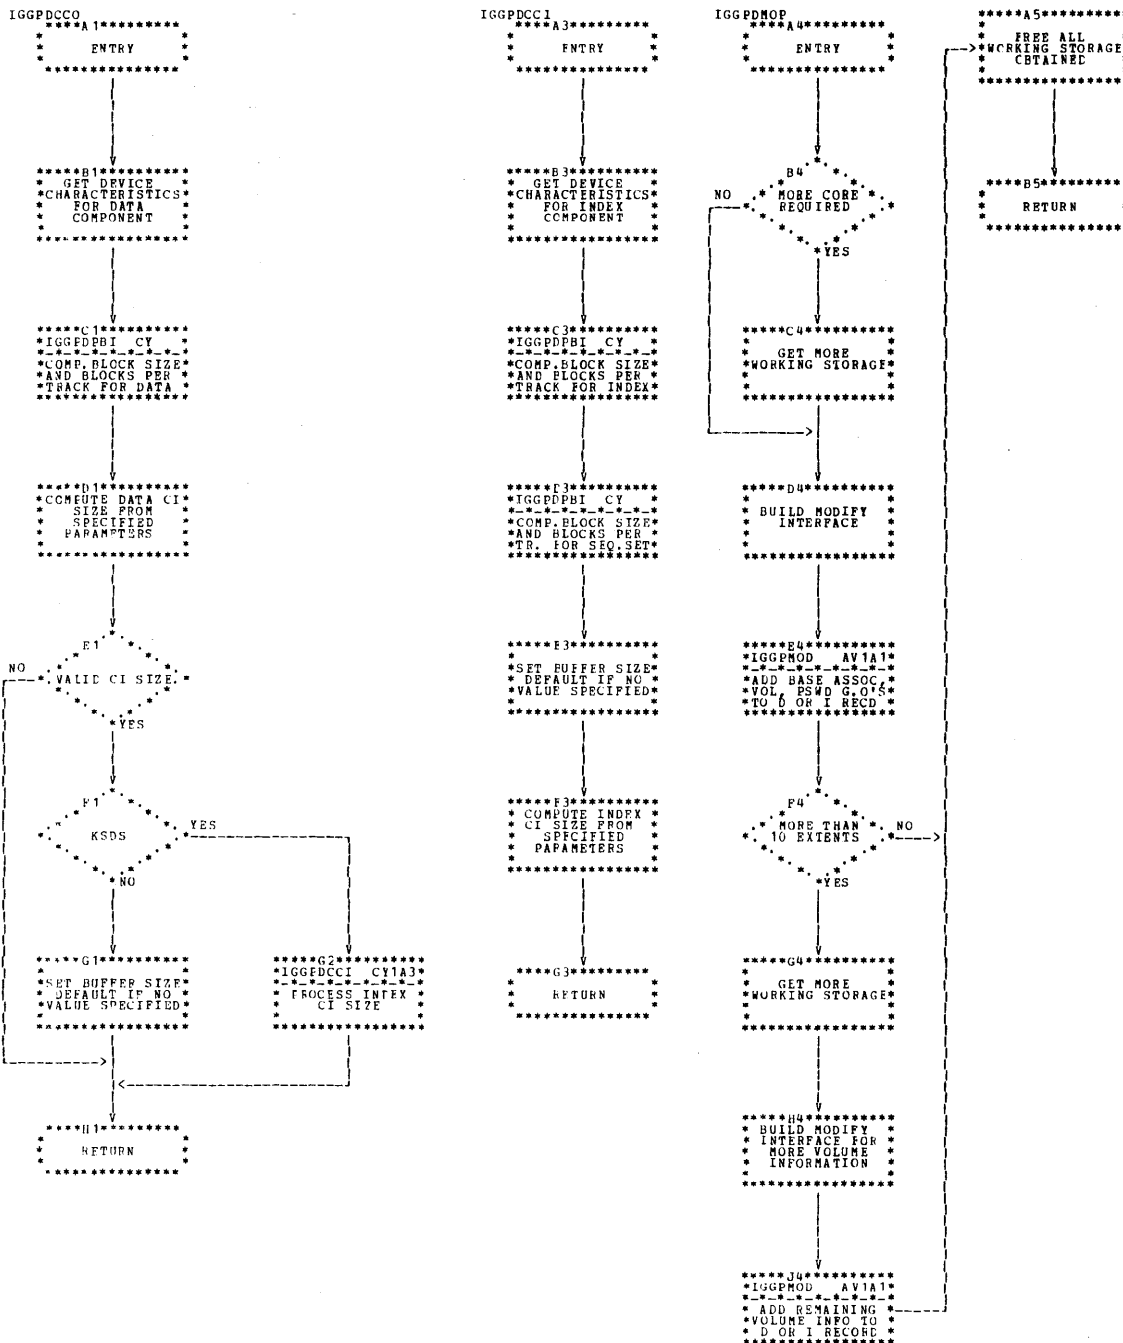 IGGPDCC0
A1
ENTRY
B1
GET DEVICE
CHARACTERISTICS
FOR DATA
COMPONENT
C1
IGGPDPBI CY
COMP.BLOCK SIZE
AND BLOCKS PER
TRACK FOR DATA
D1
COMPUTE DATA CI
SIZE FROM
SPECIFIED
PARAMETERS
E1
NO
VALID CI SIZE
YES
F1
KSDS
YES
NO
G1
SET BUFFER SIZE
DEFAULT IF NO
VALUE SPECIFIED
G2
IGGPDCCI CY1A3
PROCESS INDEX
CI SIZE
H1
RETURN
IGGPDCC1
A3
ENTRY
B3
GET DEVICE
CHARACTERISTICS
FOR INDEX
COMPONENT
C3
IGGPDPBI CY
COMP.BLOCK SIZE
AND BLOCKS PER
TRACK FOR INDEX
D3
IGGPDPBI CY
COMP.BLOCK SIZE
AND BLOCKS PER
TR. FOR SEQ.SET
E3
SET BUFFER SIZE
DEFAULT IF NO
VALUE SPECIFIED
F3
COMPUTE INDEX
CI SIZE FROM
SPECIFIED
PARAMETERS
G3
RETURN
IGGPDMOP
A4
ENTRY
B4
NO
MORE CORE
REQUIRED
YES
C4
GET MORE
WORKING STORAGE
D4
BUILD MODIFY
INTERFACE
E4
IGGPMOD AV1A1
ADD BASE ASSOC,
VOL, PSWD G.O'S
TO D OR I RECD
F4
MORE THAN
10 EXTENTS
NO
YES
G4
GET MORE
WORKING STORAGE
H4
BUILD MODIFY
INTERFACE FOR
MORE VOLUME
INFORMATION
J4
IGGPMOD AV1A1
ADD REMAINING
VOLUME INFO TO
D OR I RECORD
A5
FREE ALL
WORKING STORAGE
OBTAINED
B5
RETURN